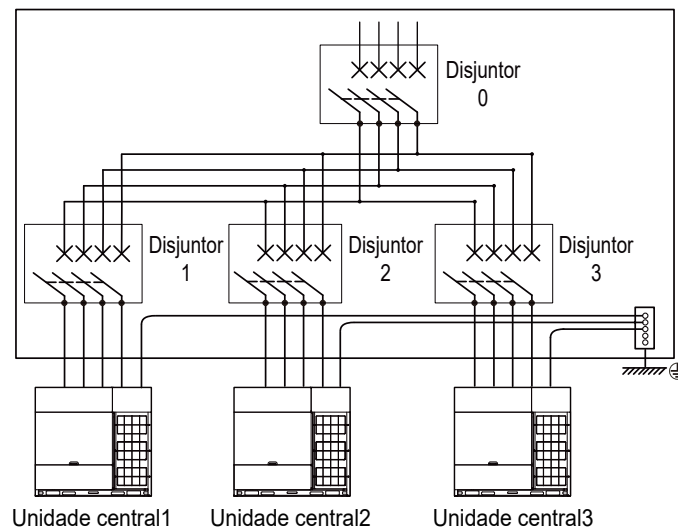 Disjuntor
0
Disjuntor
1
Disjuntor
2
Disjuntor
3
Unidade central1
Unidade central2
Unidade central3